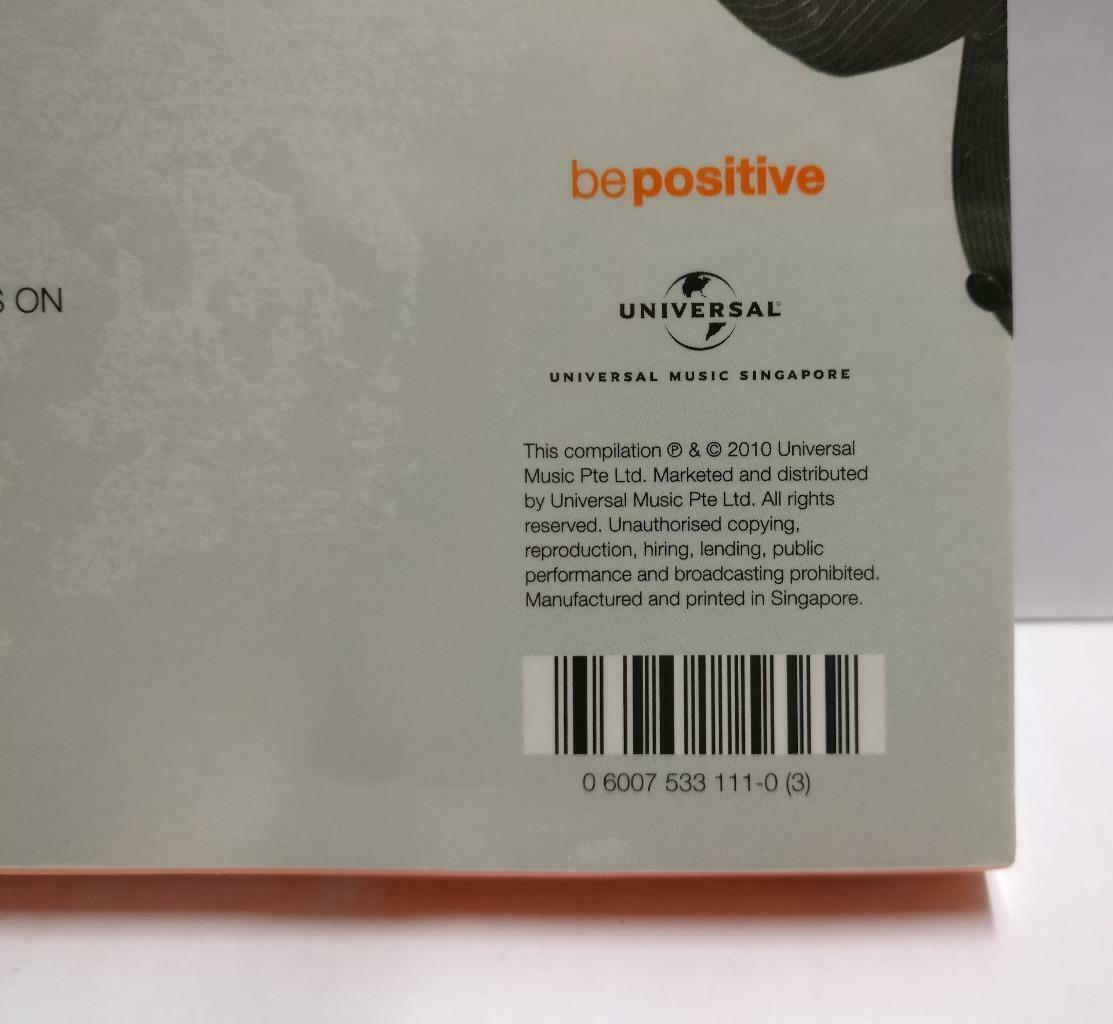 bepositive
S ON
UNIVERSAL
UNIVERSAL MUSIC SINGAPORE
This compilation ℗ & © 2010 Universal
Music Pte Ltd. Marketed and distributed
by Universal Music Pte Ltd. All rights
reserved. Unauthorised copying,
reproduction, hiring, lending, public
performance and broadcasting prohibited.
Manufactured and printed in Singapore.
0 6007 533 111-0 (3)